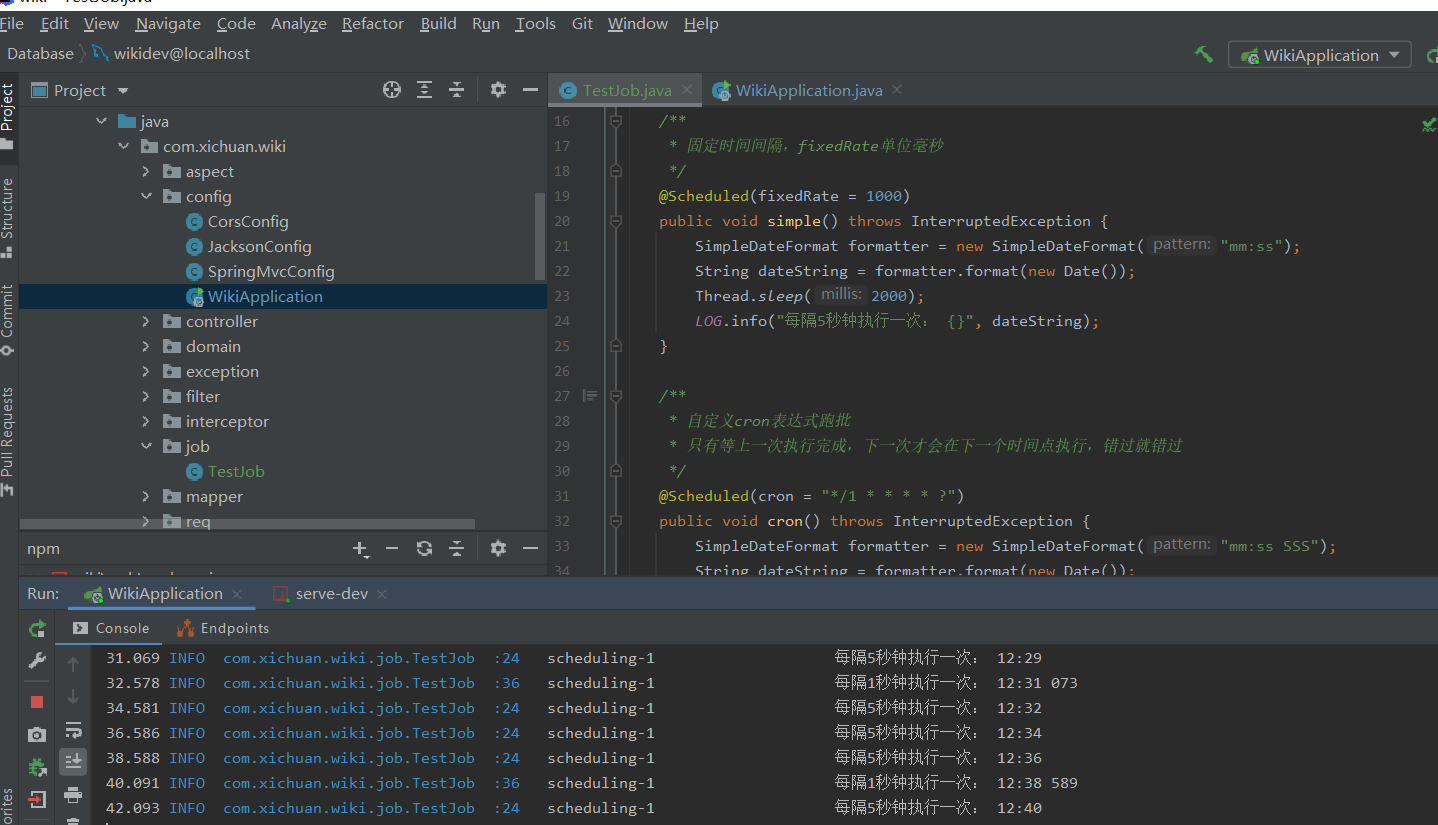 wiki – TestJob.java
File Edit View Navigate Code Analyze Refactor Build Run Tools Git Window Help
Database wikidev@localhost WikiApplication
Project
TestJob.java WikiApplication.java
java
com.xichuan.wiki
aspect
config
CorsConfig
JacksonConfig
SpringMvcConfig
WikiApplication
controller
domain
exception
filter
interceptor
job
TestJob
mapper
req
Project
Structure
Commit
Pull Requests
16 /**
17 * 固定时间间隔，fixedRate单位毫秒
18 */
19 @Scheduled(fixedRate = 1000)
20 public void simple() throws InterruptedException {
21 SimpleDateFormat formatter = new SimpleDateFormat( pattern: "mm:ss");
22 String dateString = formatter.format(new Date());
23 Thread.sleep( millis: 2000);
24 LOG.info("每隔5秒钟执行一次： {}", dateString);
25 }
26
27 /**
28 * 自定义cron表达式跑批
29 * 只有等上一次执行完成，下一次才会在下一个时间点执行，错过就错过
30 */
31 @Scheduled(cron = "*/1 * * * * ?")
32 public void cron() throws InterruptedException {
33 SimpleDateFormat formatter = new SimpleDateFormat( pattern: "mm:ss SSS");
34 String dateString = formatter.format(new Date());
npm
Run: WikiApplication serve-dev
Console Endpoints
31.069 INFO com.xichuan.wiki.job.TestJob :24 scheduling-1 每隔5秒钟执行一次： 12:29
32.578 INFO com.xichuan.wiki.job.TestJob :36 scheduling-1 每隔1秒钟执行一次： 12:31 073
34.581 INFO com.xichuan.wiki.job.TestJob :24 scheduling-1 每隔5秒钟执行一次： 12:32
36.586 INFO com.xichuan.wiki.job.TestJob :24 scheduling-1 每隔5秒钟执行一次： 12:34
38.588 INFO com.xichuan.wiki.job.TestJob :24 scheduling-1 每隔5秒钟执行一次： 12:36
40.091 INFO com.xichuan.wiki.job.TestJob :36 scheduling-1 每隔1秒钟执行一次： 12:38 589
42.093 INFO com.xichuan.wiki.job.TestJob :24 scheduling-1 每隔5秒钟执行一次： 12:40
orites